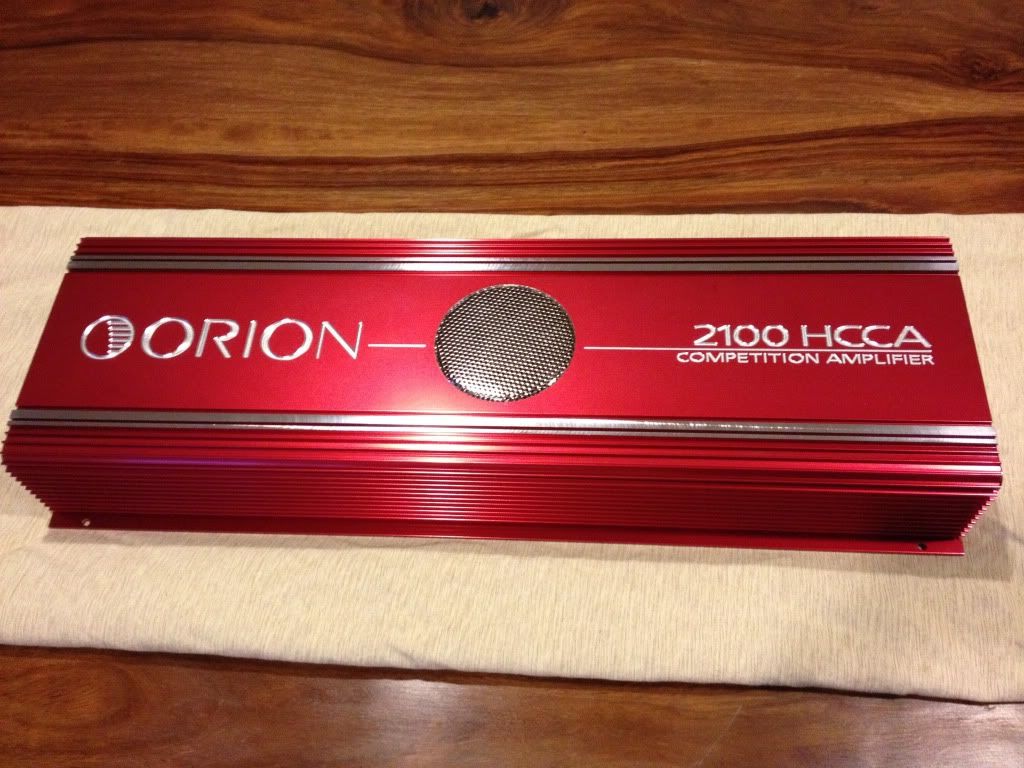 ORION
2100 HCCA
COMPETITION AMPLIFIER